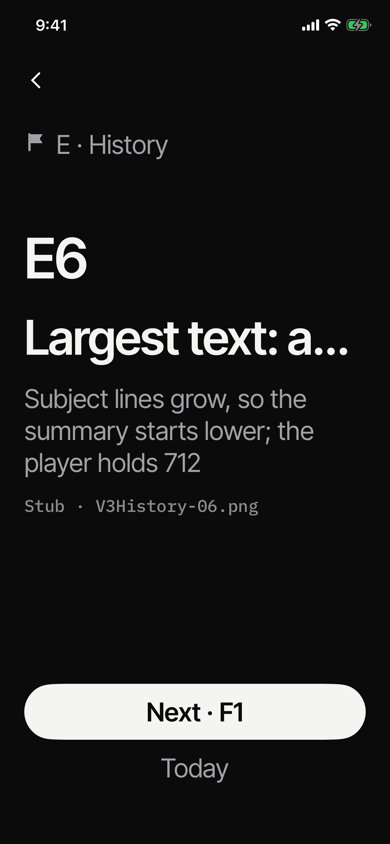 9:41
E · History
E6
Largest text: a...
Subject lines grow, so the
summary starts lower; the
player holds 712
Stub · V3History-06.png
Next · F1
Today